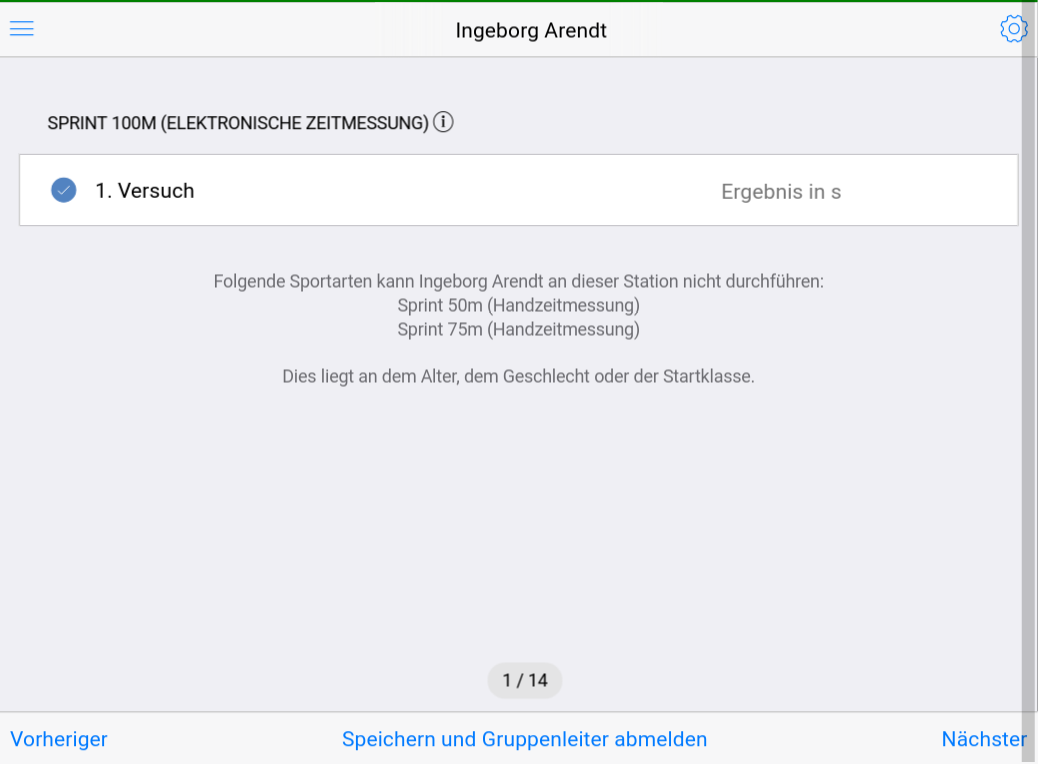 Ingeborg Arendt
SPRINT 100M (ELEKTRONISCHE ZEITMESSUNG)
1. Versuch Ergebnis in s
Folgende Sportarten kann Ingeborg Arendt an dieser Station nicht durchführen:
Sprint 50m (Handzeitmessung)
Sprint 75m (Handzeitmessung)
Dies liegt an dem Alter, dem Geschlecht oder der Startklasse.
1 / 14
Vorheriger Speichern und Gruppenleiter abmelden Nächster